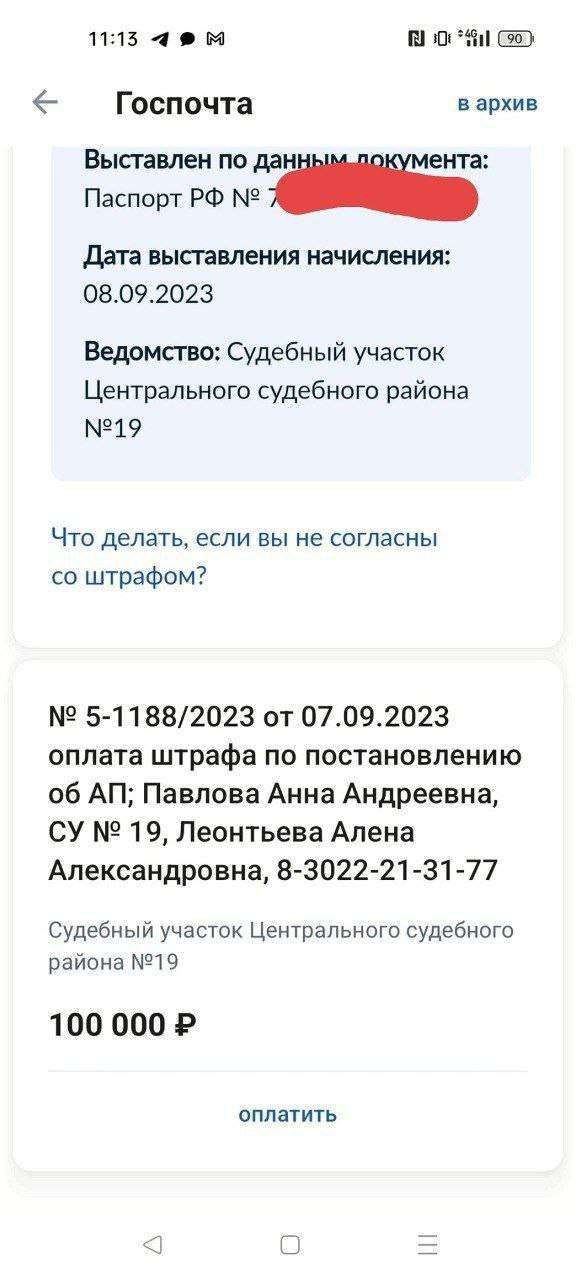 11:13
4G
90
Госпочта
в архив
Выставлен по данным документа:
Паспорт РФ № 7
Дата выставления начисления:
08.09.2023
Ведомство: Судебный участок
Центрального судебного района
№19
Что делать, если вы не согласны
со штрафом?
№ 5-1188/2023 от 07.09.2023
оплата штрафа по постановлению
об АП; Павлова Анна Андреевна,
СУ № 19, Леонтьева Алена
Александровна, 8-3022-21-31-77
Судебный участок Центрального судебного
района №19
100 000 ₽
оплатить